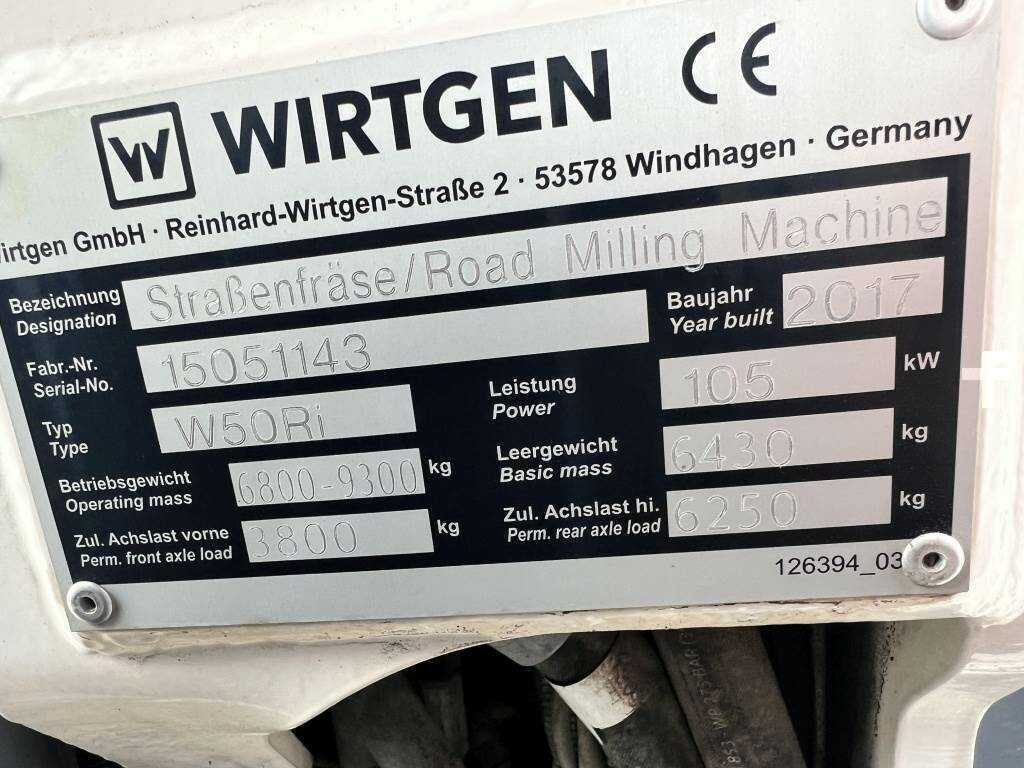 W WIRTGEN CE
Wirtgen GmbH · Reinhard-Wirtgen-Straße 2 · 53578 Windhagen · Germany
Bezeichnung
Designation
Straßenfräse/Road Milling Machine
Fabr.-Nr.
Serial-No.
15051143
Baujahr
Year built
2017
Typ
Type
W50Ri
Leistung
Power
105
kW
Betriebsgewicht
Operating mass
6800-9300
kg
Leergewicht
Basic mass
6430
kg
Zul. Achslast vorne
Perm. front axle load
3800
kg
Zul. Achslast hi.
Perm. rear axle load
6250
kg
126394_03